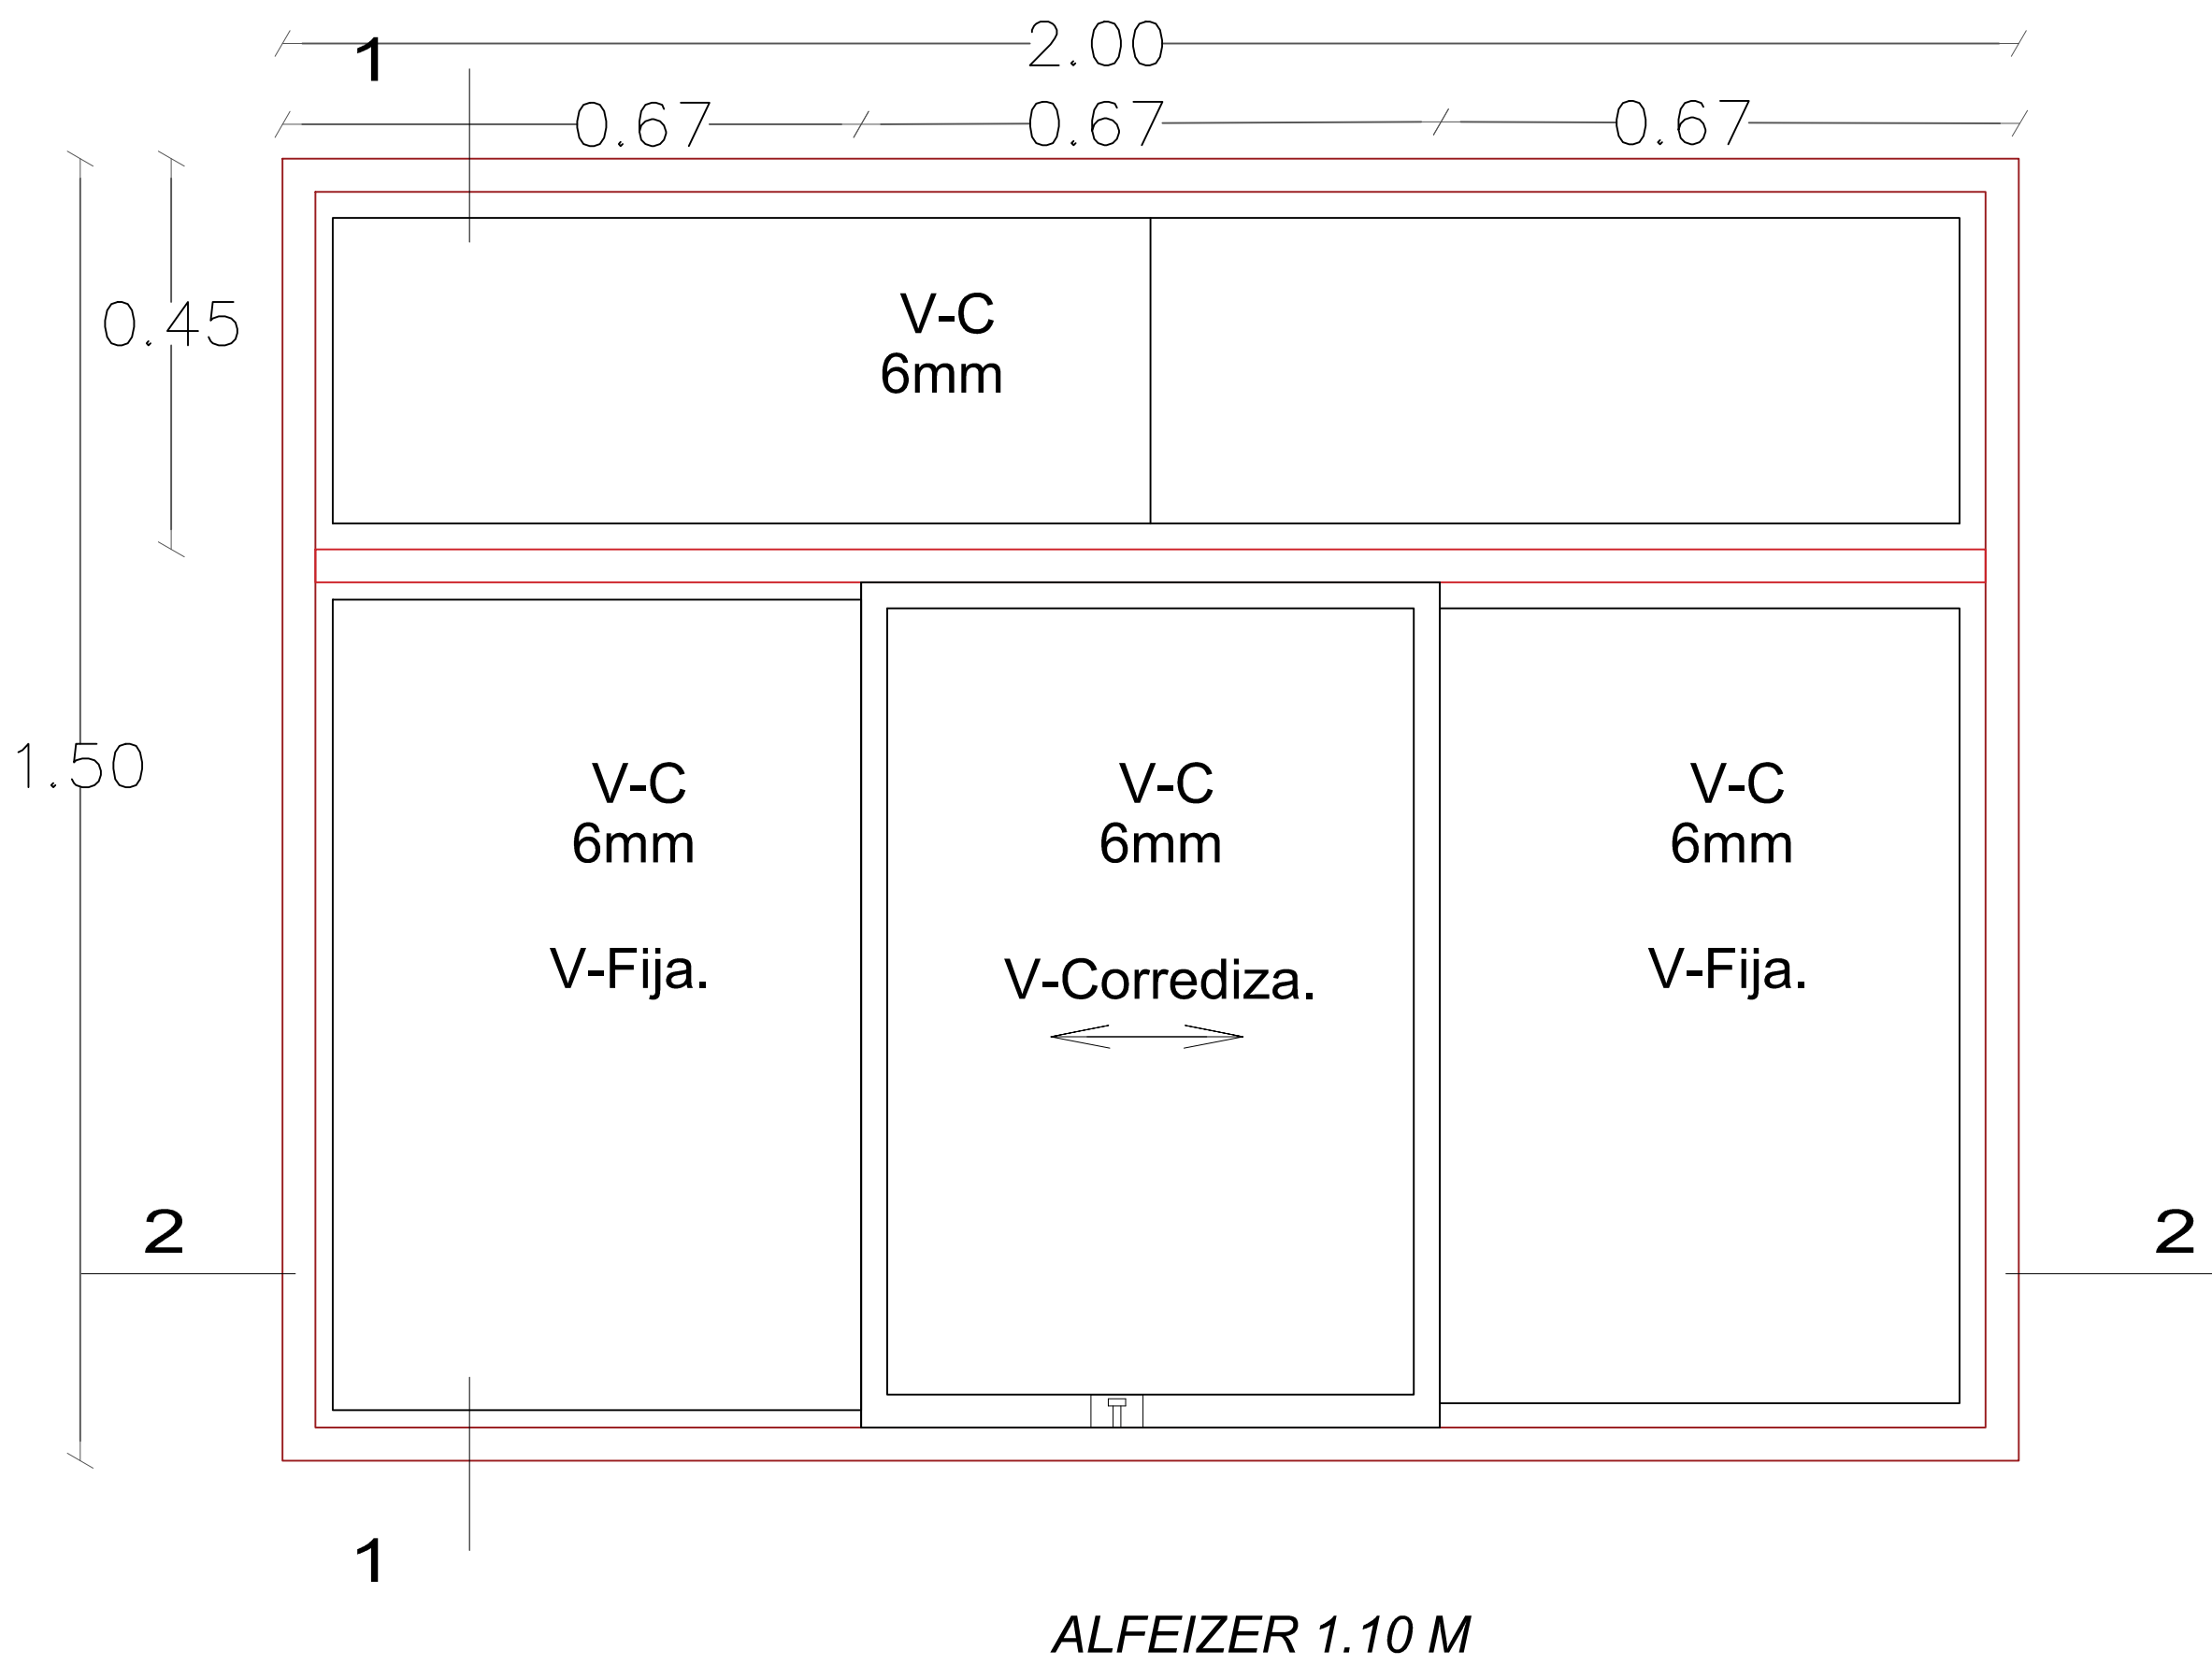 1
2.00
0.67 0.67 0.67
0.45
V-C
6mm
1.50
V-C
6mm
V-Fija.
V-C
6mm
V-Corrediza.
V-C
6mm
V-Fija.
2 2
1
ALFEIZER 1.10 M